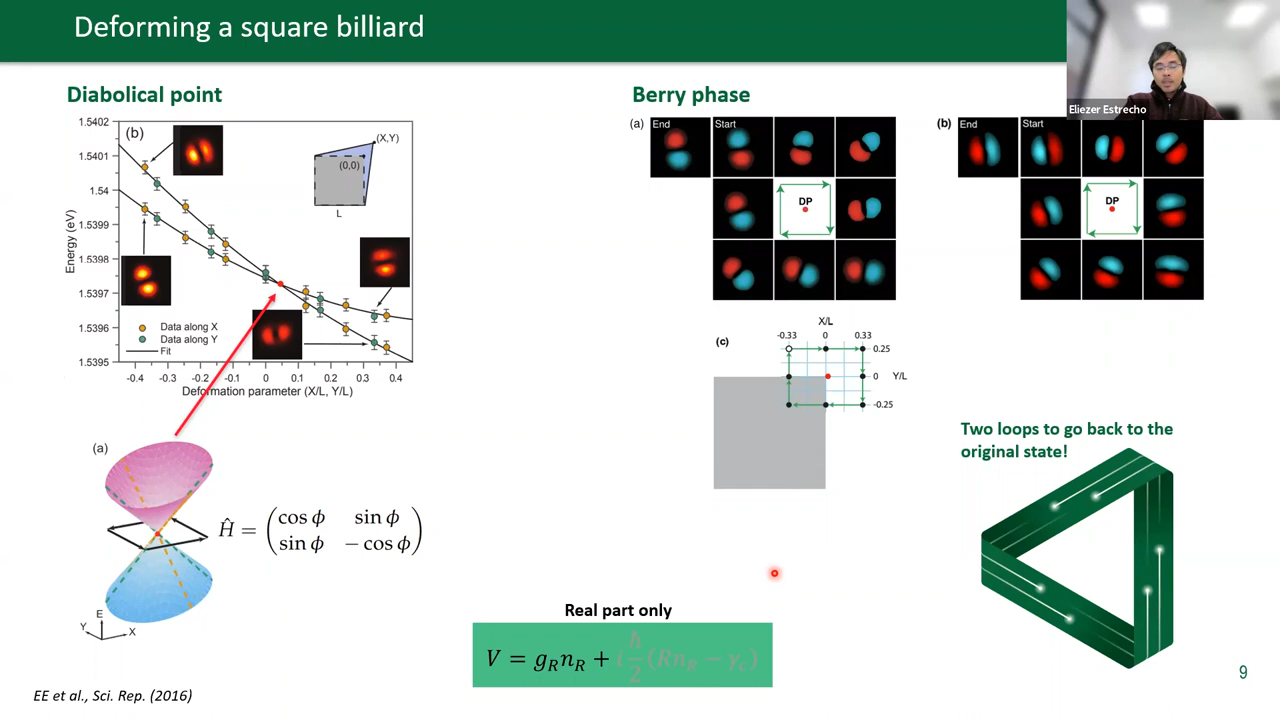 Deforming a square billiard
Eliezer Estrecho
Diabolical point
(b)
1.5402
1.5401
1.54
1.5399
1.5398
1.5397
1.5396
1.5395
Energy (eV)
(X,Y)
(0,0)
L
Data along X
Data along Y
Fit
-0.4 -0.3 -0.2 -0.1 0 0.1 0.2 0.3 0.4
Deformation parameter (X/L, Y/L)
(a)
E
Y
X
Ĥ = (cos ϕ sin ϕ
sin ϕ − cos ϕ)
Berry phase
(a)
End
Start
DP
(b)
End
Start
DP
(c)
X/L
-0.33 0 0.33
0.25
0 Y/L
-0.25
Two loops to go back to the
original state!
Real part only
V = g_R n_R + i ħ/2 (Rn_R − γ_c)
EE et al., Sci. Rep. (2016)
9